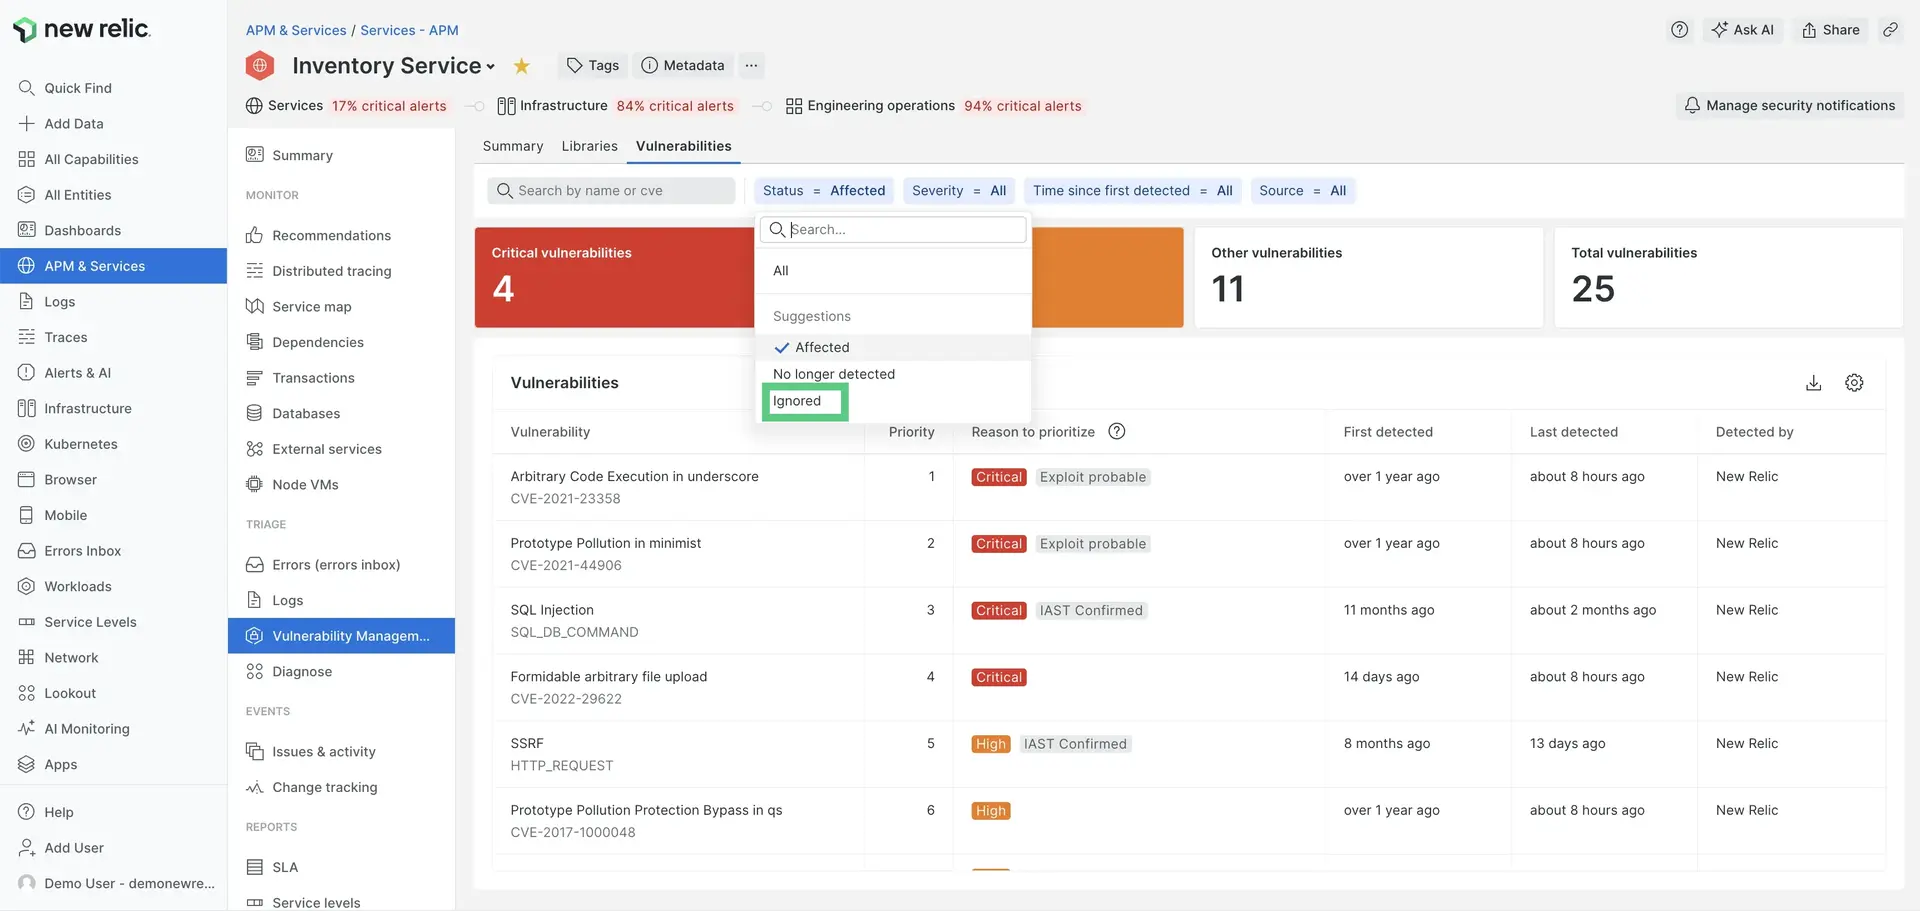 new relic.
Quick Find
Add Data
All Capabilities
All Entities
Dashboards
APM & Services
Logs
Traces
Alerts & AI
Infrastructure
Kubernetes
Browser
Mobile
Errors Inbox
Workloads
Service Levels
Network
Lookout
AI Monitoring
Apps
Help
Add User
Demo User - demonewre...
APM & Services / Services - APM
Ask AI
Share
Inventory Service
Tags
Metadata
...
Services 17% critical alerts
Infrastructure 84% critical alerts
Engineering operations 94% critical alerts
Manage security notifications
Summary
MONITOR
Recommendations
Distributed tracing
Service map
Dependencies
Transactions
Databases
External services
Node VMs
TRIAGE
Errors (errors inbox)
Logs
Vulnerability Managem...
Diagnose
EVENTS
Issues & activity
Change tracking
REPORTS
SLA
Service levels
Summary Libraries Vulnerabilities
Search by name or cve
Status = Affected
Severity = All
Time since first detected = All
Source = All
Search...
All
Suggestions
Affected
No longer detected
Ignored
Critical vulnerabilities
4
Other vulnerabilities
11
Total vulnerabilities
25
Vulnerabilities
Vulnerability Priority Reason to prioritize First detected Last detected Detected by
Arbitrary Code Execution in underscore 1 Critical Exploit probable over 1 year ago about 8 hours ago New Relic
CVE-2021-23358
Prototype Pollution in minimist 2 Critical Exploit probable over 1 year ago about 8 hours ago New Relic
CVE-2021-44906
SQL Injection 3 Critical IAST Confirmed 11 months ago about 2 months ago New Relic
SQL_DB_COMMAND
Formidable arbitrary file upload 4 Critical 14 days ago about 8 hours ago New Relic
CVE-2022-29622
SSRF 5 High IAST Confirmed 8 months ago 13 days ago New Relic
HTTP_REQUEST
Prototype Pollution Protection Bypass in qs 6 High over 1 year ago about 8 hours ago New Relic
CVE-2017-1000048